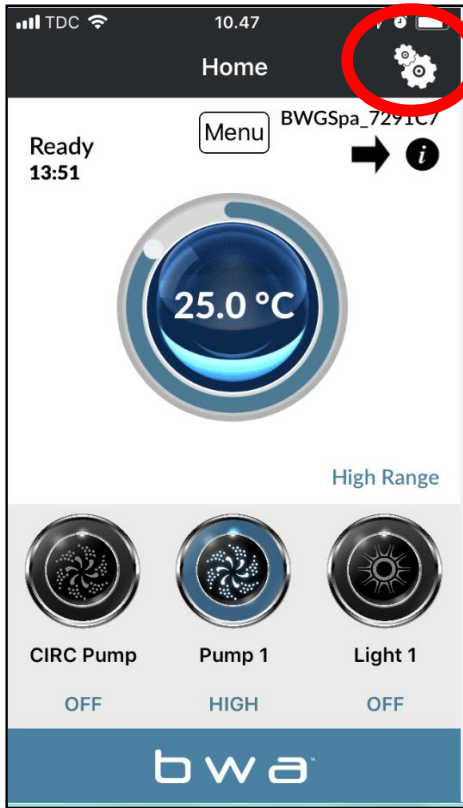 TDC 10.47
Home
Menu
BWGSpa_7291C7
Ready
13:51
i
25.0 °C
High Range
CIRC Pump Pump 1 Light 1
OFF HIGH OFF
bwa